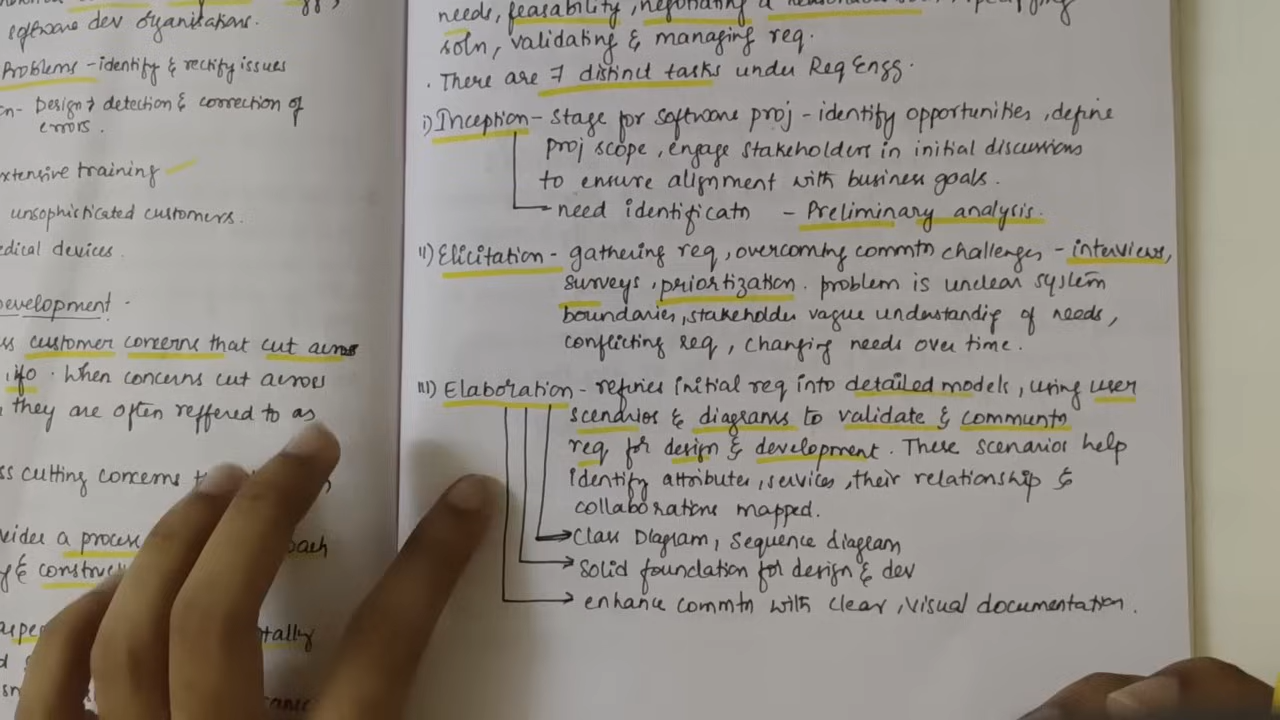 software dev organisations.
Problems - identify & rectify issues
Design → detection & correction of
errors.
extensive training
unsophisticated customers.
medical devices
Development.
customer concerns that cut across
info. When concerns cut across
they are often reffered to as
cutting concerns
a process
&
needs, feasability, negotiating a
soln, validating & managing req.
. There are 7 distinct tasks under Req Engg.
i) Inception - stage for software proj - identify opportunities, define
proj scope, engage stakeholders in initial discussions
to ensure alignment with business goals.
need identificatn - Preliminary analysis.
II) Elicitation - gathering req, overcoming commtn challenges - interviews,
surveys, priortization. problem is unclear system
boundaries, stakeholder vague understandig of needs,
conflicting req, changing needs over time.
III) Elaboration - refines initial req into detailed models, using user
scenarios & diagrams to validate & communtn
req for design & development. These scenarios help
identify attributes, services, their relationship &
collaborations mapped.
Class Diagram, Sequence diagram
solid foundation for design & dev
enhance commtn with clear, visual documentation.